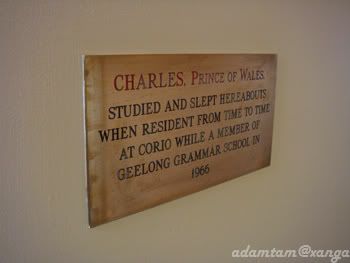 CHARLES, PRINCE OF WALES,
STUDIED AND SLEPT HEREABOUTS
WHEN RESIDENT FROM TIME TO TIME
AT CORIO WHILE A MEMBER OF
GEELONG GRAMMAR SCHOOL IN
1966
adamtam@xanga